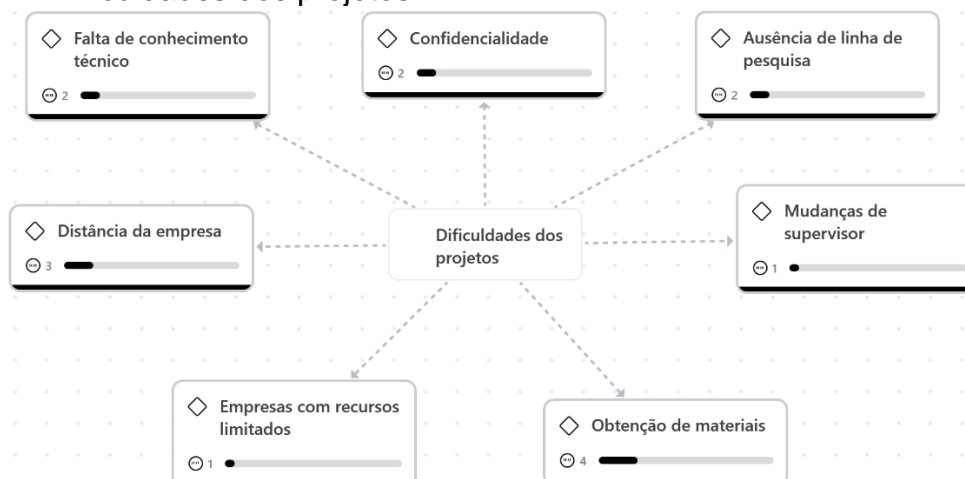 Falta de conhecimento
técnico
2
Confidencialidade
2
Ausência de linha de
pesquisa
2
Distância da empresa
3
Dificuldades dos
projetos
Mudanças de
supervisor
1
Empresas com recursos
limitados
1
Obtenção de materiais
4